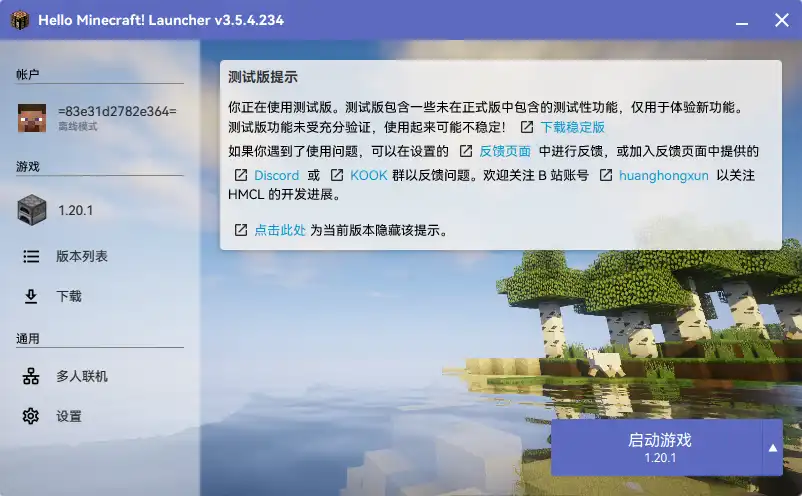 Hello Minecraft! Launcher v3.5.4.234
帐户
=83e31d2782e364=
离线模式
游戏
1.20.1
版本列表
下载
通用
多人联机
设置
测试版提示
你正在使用测试版。测试版包含一些未在正式版中包含的测试性功能，仅用于体验新功能。
测试版功能未受充分验证，使用起来可能不稳定！ 下载稳定版
如果你遇到了使用问题，可以在设置的 反馈页面 中进行反馈，或加入反馈页面中提供的
Discord 或 KOOK 群以反馈问题。欢迎关注 B 站账号 huanghongxun 以关注
HMCL 的开发进展。
点击此处 为当前版本隐藏该提示。
启动游戏
1.20.1